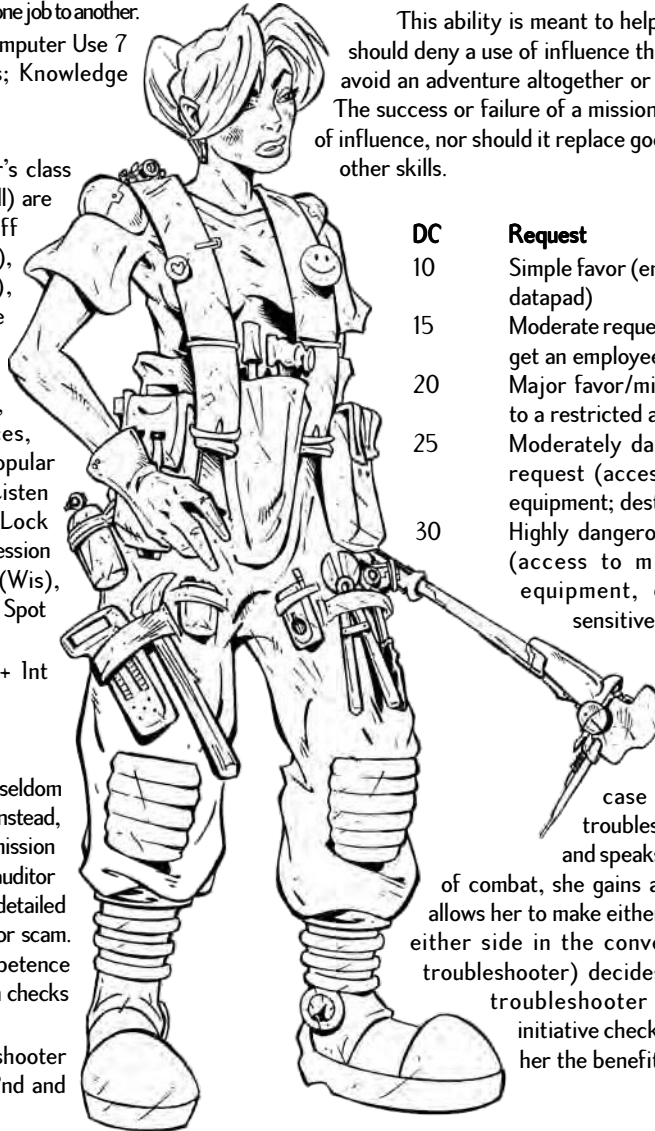 one job to another.
mputer Use 7
s; Knowledge
r's class
ll) are
ff
),
),
e
,
ces,
opular
isten
Lock
ession
(Wis),
Spot
+ Int
seldom
nstead,
mission
auditor
detailed
or scam.
petence
n checks
shooter
2nd and
This ability is meant to help
should deny a use of influence th
avoid an adventure altogether or
The success or failure of a mission
of influence, nor should it replace goo
other skills.
DC Request
10 Simple favor (en
datapad)
15 Moderate reque
get an employee
20 Major favor/mi
to a restricted a
25 Moderately da
request (acces
equipment; dest
30 Highly dangero
(access to m
equipment,
sensitive
case
troubles
and speaks
of combat, she gains a
allows her to make either
either side in the conve
troubleshooter) decides
troubleshooter
initiative check
her the benefit